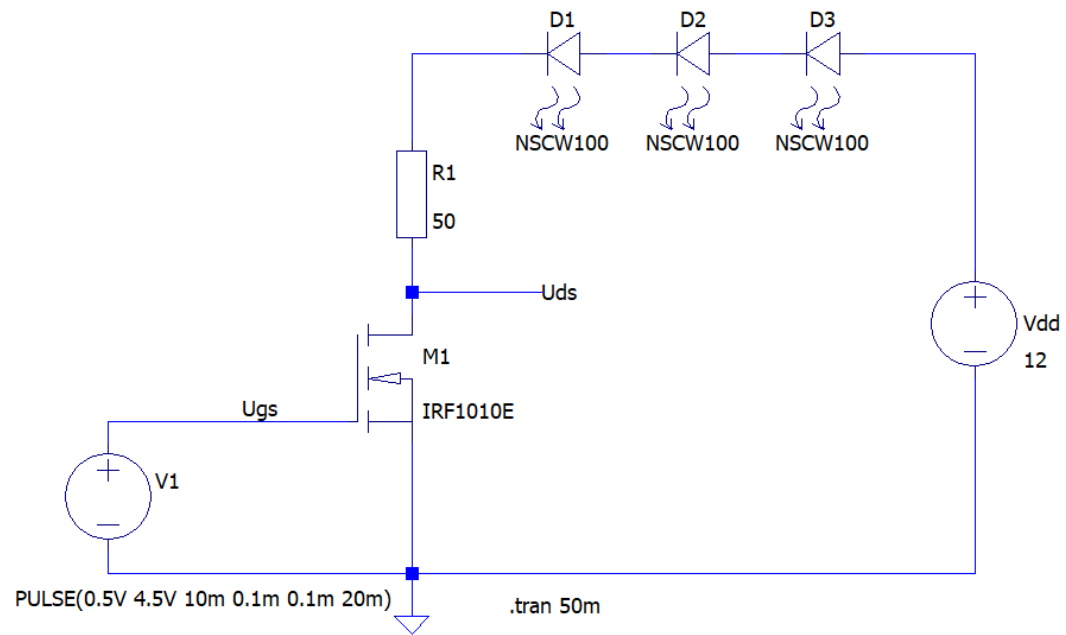 D1
D2
D3
NSCW100
NSCW100
NSCW100
R1
50
Uds
M1
IRF1010E
Ugs
V1
Vdd
12
PULSE(0.5V 4.5V 10m 0.1m 0.1m 20m)
.tran 50m